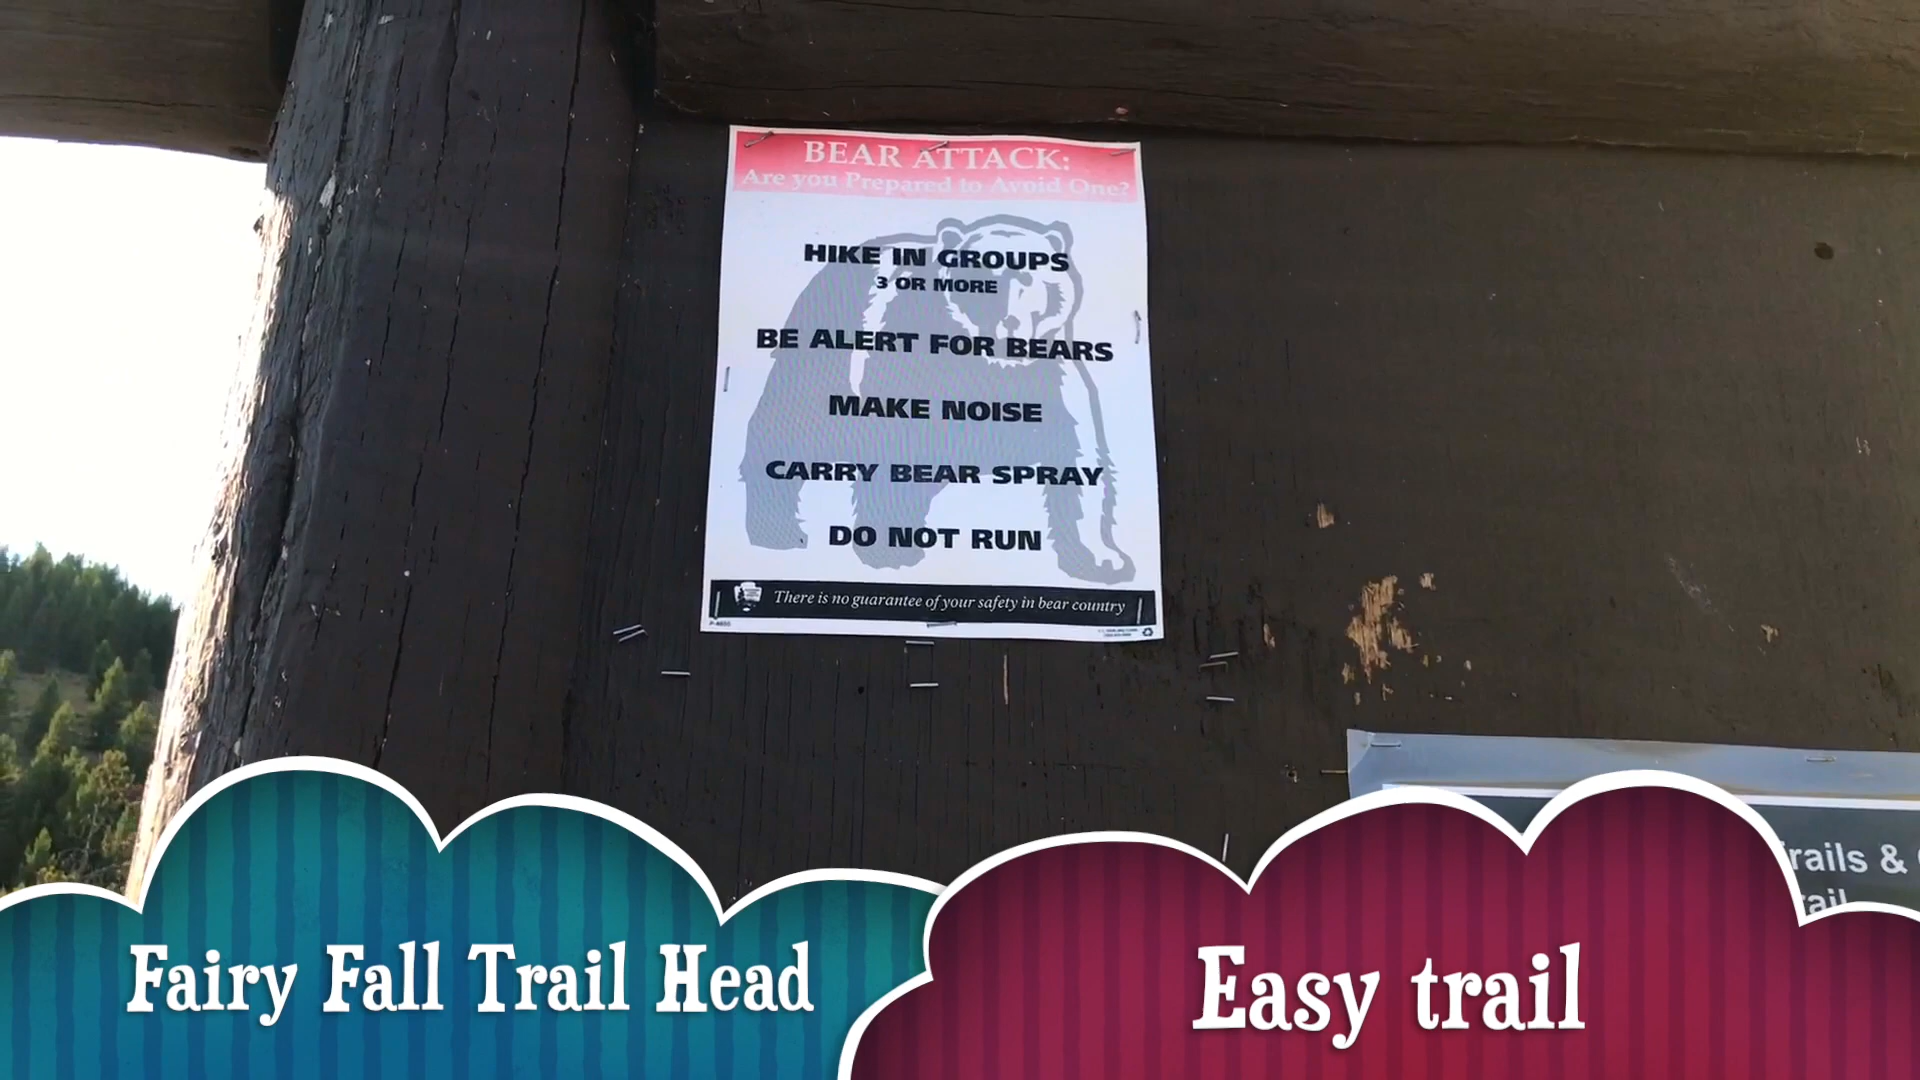 BEAR ATTACK:
Are you Prepared to Avoid One?
HIKE IN GROUPS
3 OR MORE
BE ALERT FOR BEARS
MAKE NOISE
CARRY BEAR SPRAY
DO NOT RUN
There is no guarantee of your safety in bear country
rails &
rail
Fairy Fall Trail Head
Easy trail